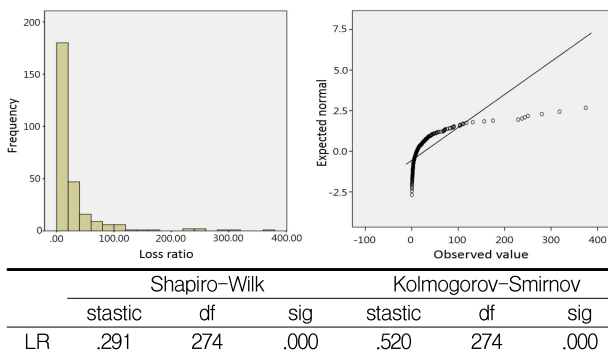 200
150
100
50
0
Frequency
.00 100.00 200.00 300.00 400.00
Loss ratio
7.5
5.0
2.5
0.0
-2.5
Expected normal
-100 0 100 200 300 400
Observed value
Shapiro-Wilk Kolmogorov-Smirnov
stastic df sig stastic df sig
LR .291 274 .000 .520 274 .000